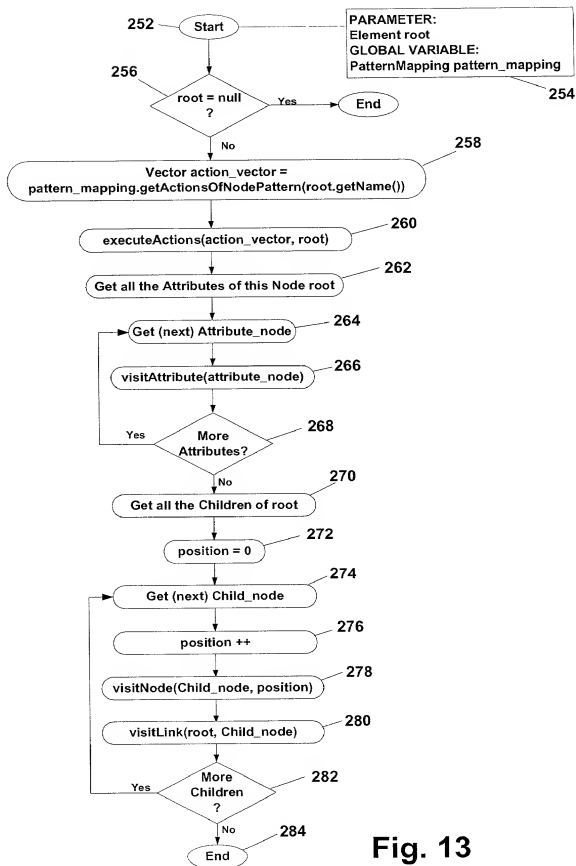 252
Start
PARAMETER:
Element root
GLOBAL VARIABLE:
PatternMapping pattern_mapping
254
256
root = null
?
Yes
End
No
258
Vector action_vector =
pattern_mapping.getActionsOfNodePattern(root.getName())
260
executeActions(action_vector, root)
262
Get all the Attributes of this Node root
264
Get (next) Attribute_node
266
visitAttribute(attribute_node)
268
More
Attributes?
Yes
No
270
Get all the Children of root
272
position = 0
274
Get (next) Child_node
276
position ++
278
visitNode(Child_node, position)
280
visitLink(root, Child_node)
282
More
Children
?
Yes
No
284
End
Fig. 13